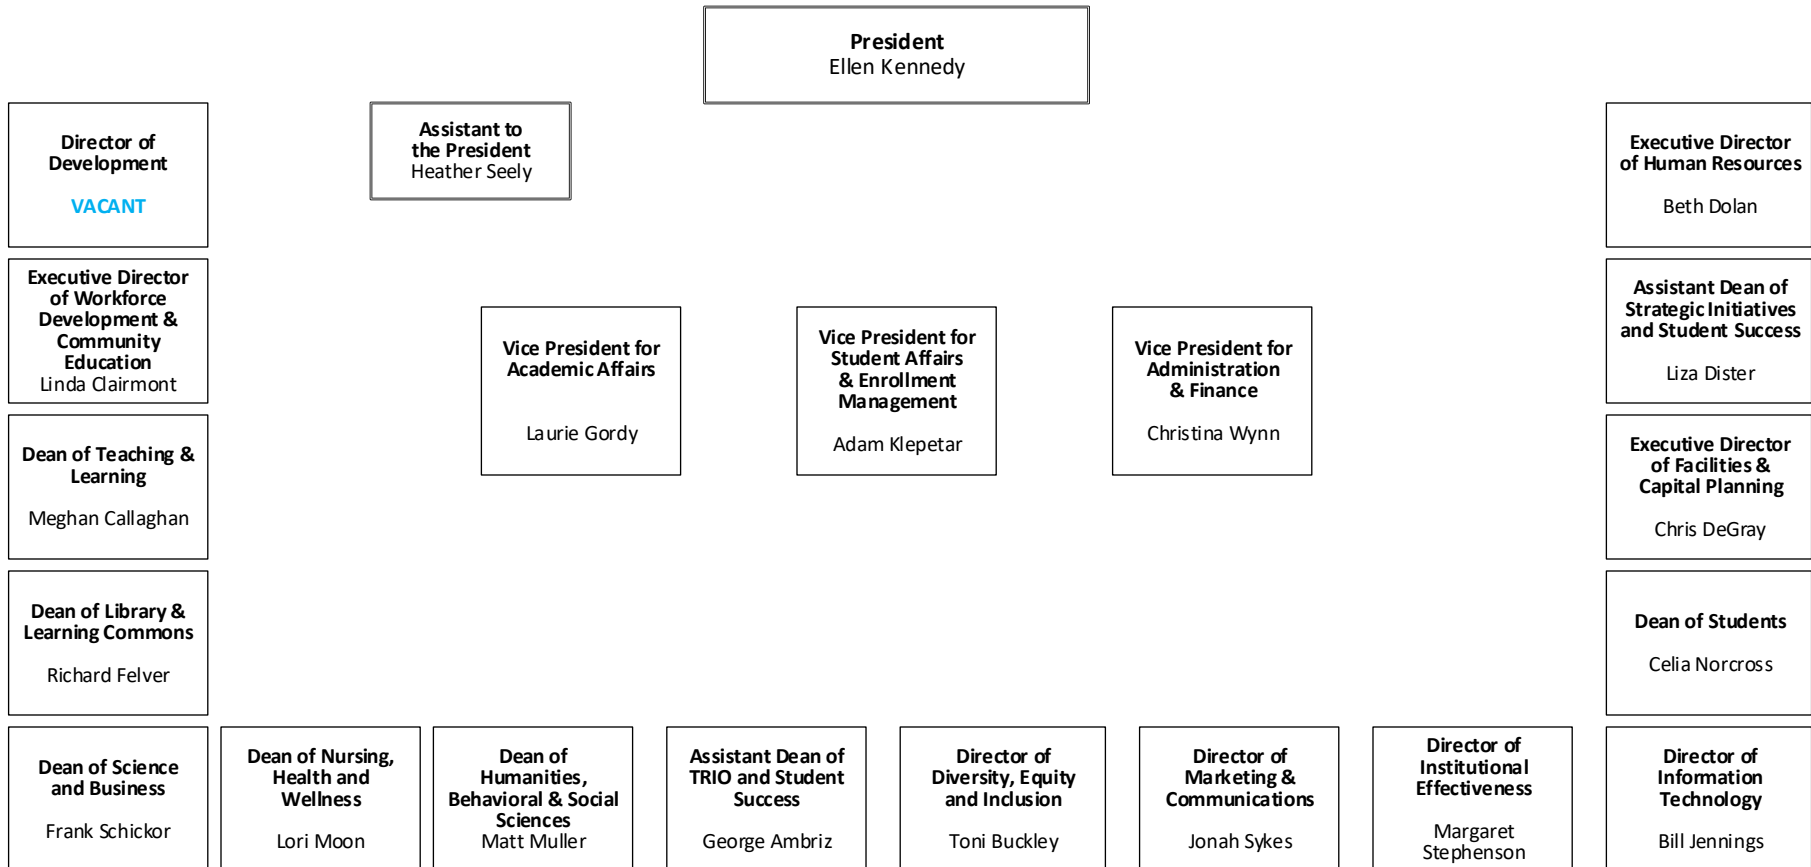 President
Ellen Kennedy
Director of
Development
VACANT
Assistant to
the President
Heather Seely
Executive Director
of Human Resources
Beth Dolan
Executive Director
of Workforce
Development &
Community
Education
Linda Clairmont
Vice President for
Academic Affairs
Laurie Gordy
Vice President for
Student Affairs
& Enrollment
Management
Adam Klepetar
Vice President for
Administration
& Finance
Christina Wynn
Assistant Dean of
Strategic Initiatives
and Student Success
Liza Dister
Dean of Teaching &
Learning
Meghan Callaghan
Executive Director
of Facilities &
Capital Planning
Chris DeGray
Dean of Library &
Learning Commons
Richard Felver
Dean of Students
Celia Norcross
Dean of Science
and Business
Frank Schickor
Dean of Nursing,
Health and
Wellness
Lori Moon
Dean of
Humanities,
Behavioral & Social
Sciences
Matt Muller
Assistant Dean of
TRIO and Student
Success
George Ambriz
Director of
Diversity, Equity
and Inclusion
Toni Buckley
Director of
Marketing &
Communications
Jonah Sykes
Director of
Institutional
Effectiveness
Margaret
Stephenson
Director of
Information
Technology
Bill Jennings